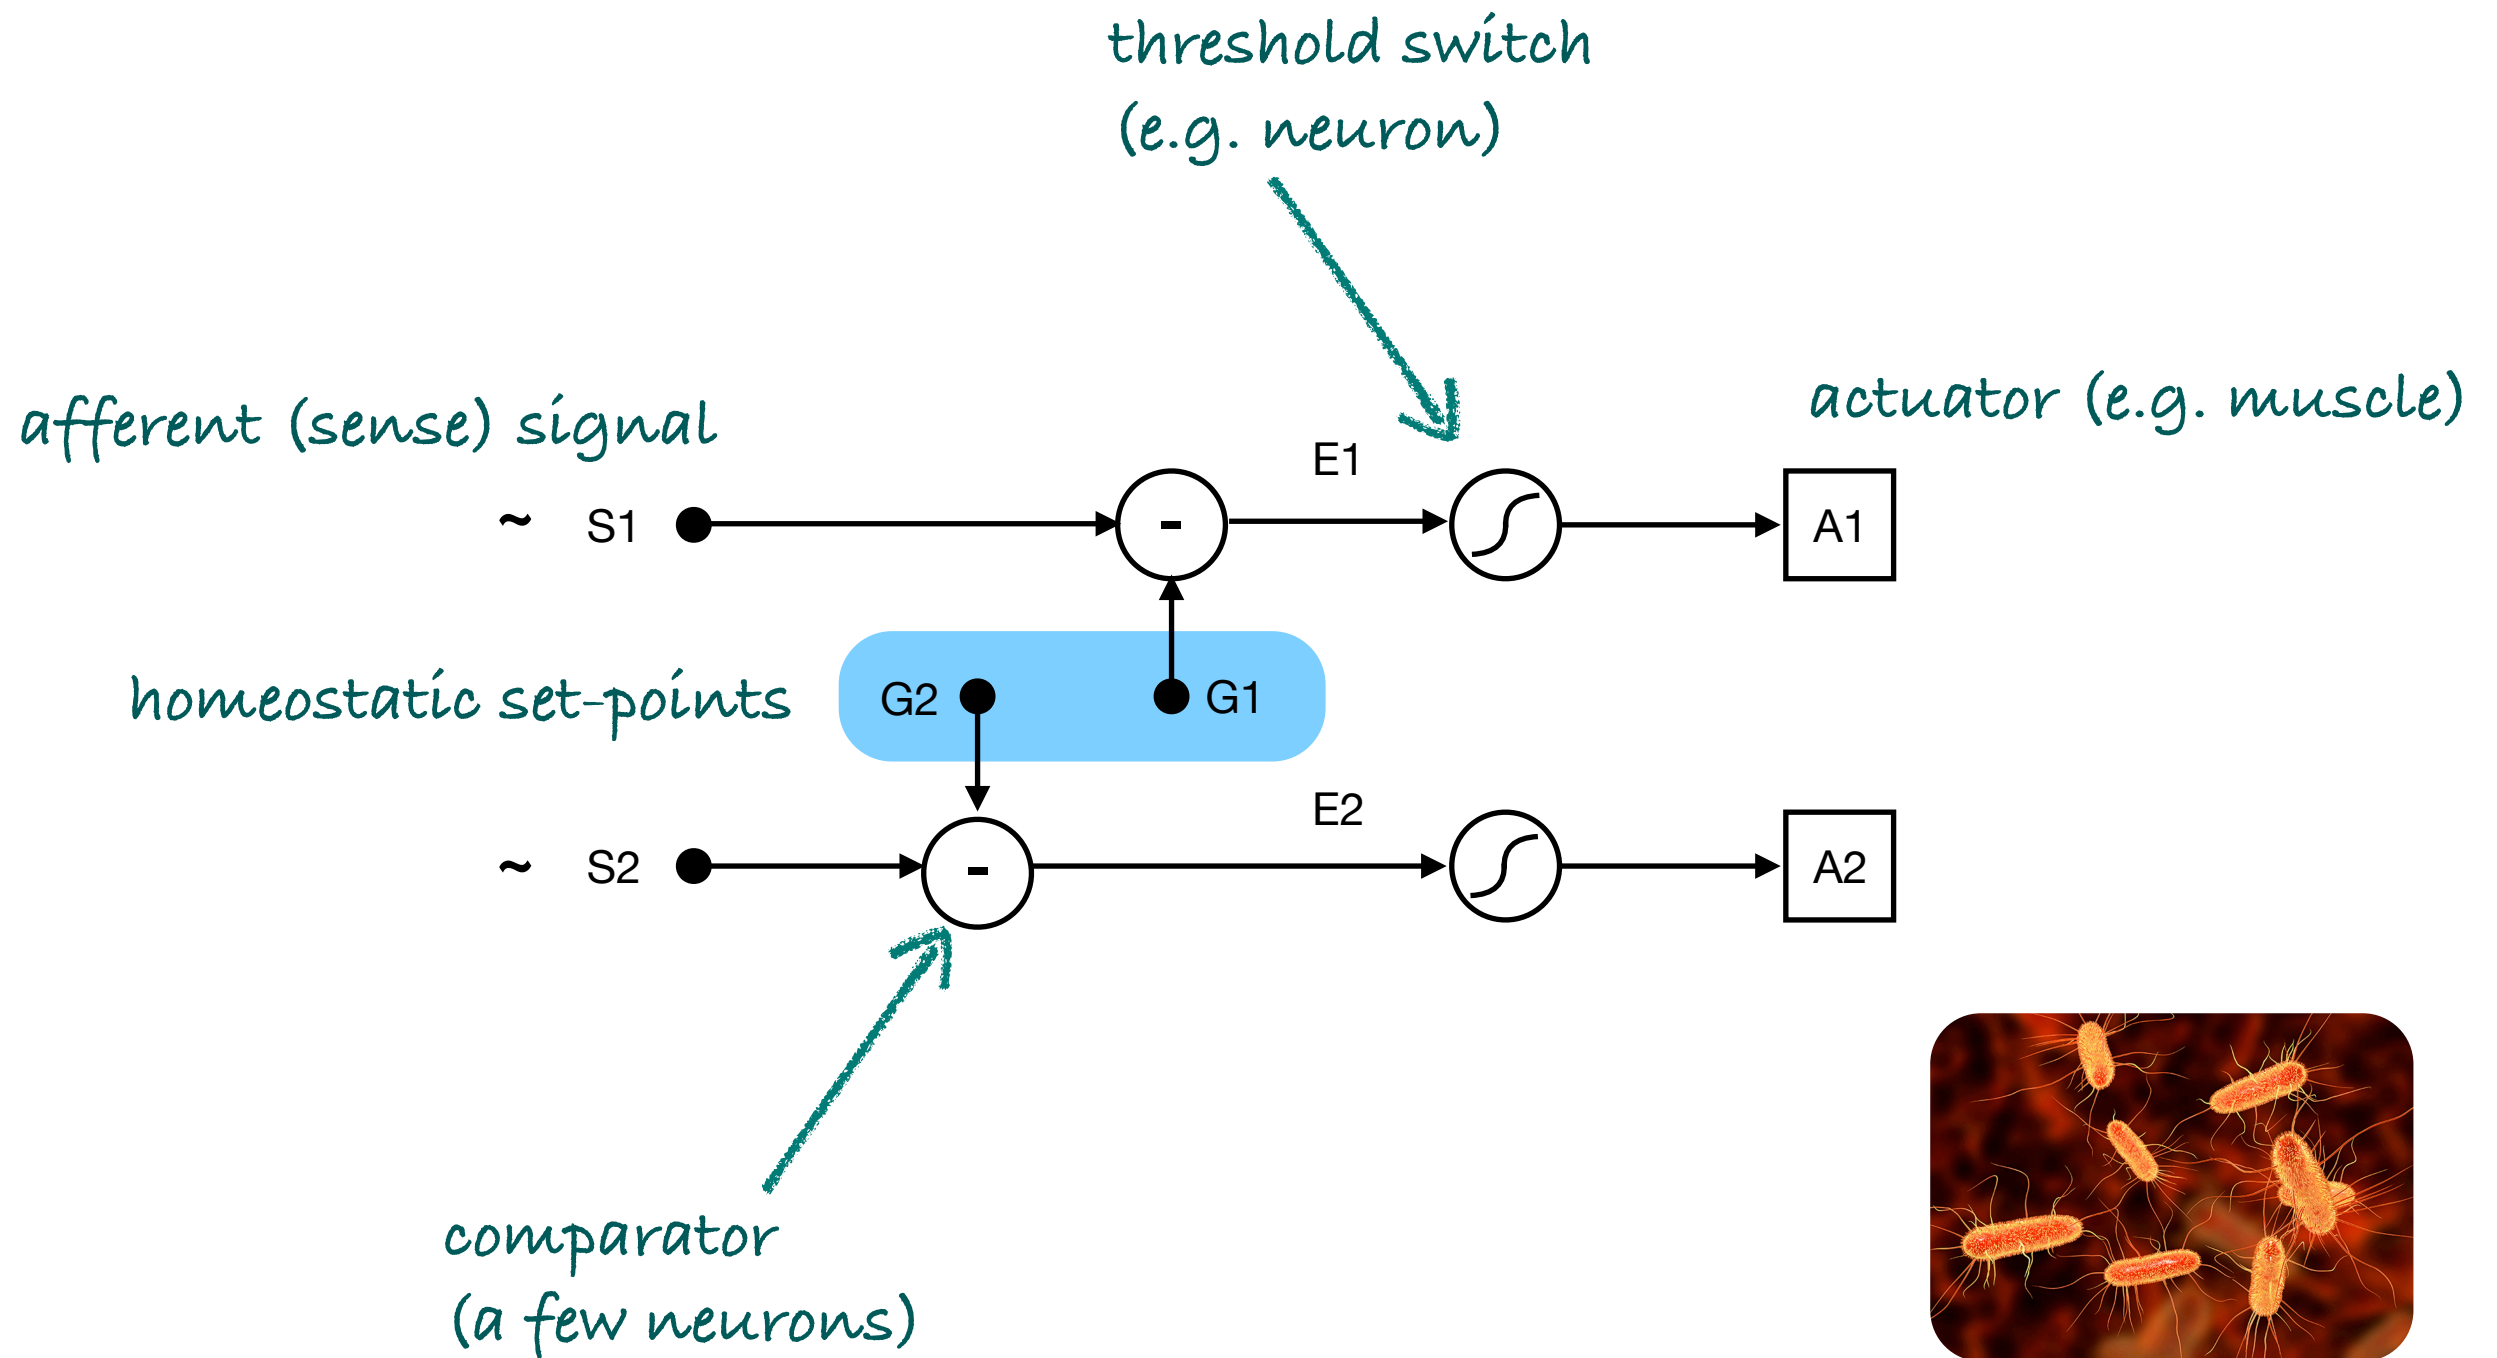 threshold switch
(e.g. neuron)
afferent (sense) signal
actuator (e.g. muscle)
E1
~ S1
-
A1
homeostatic set-points
G2
G1
E2
~ S2
-
A2
comparator
(a few neurons)